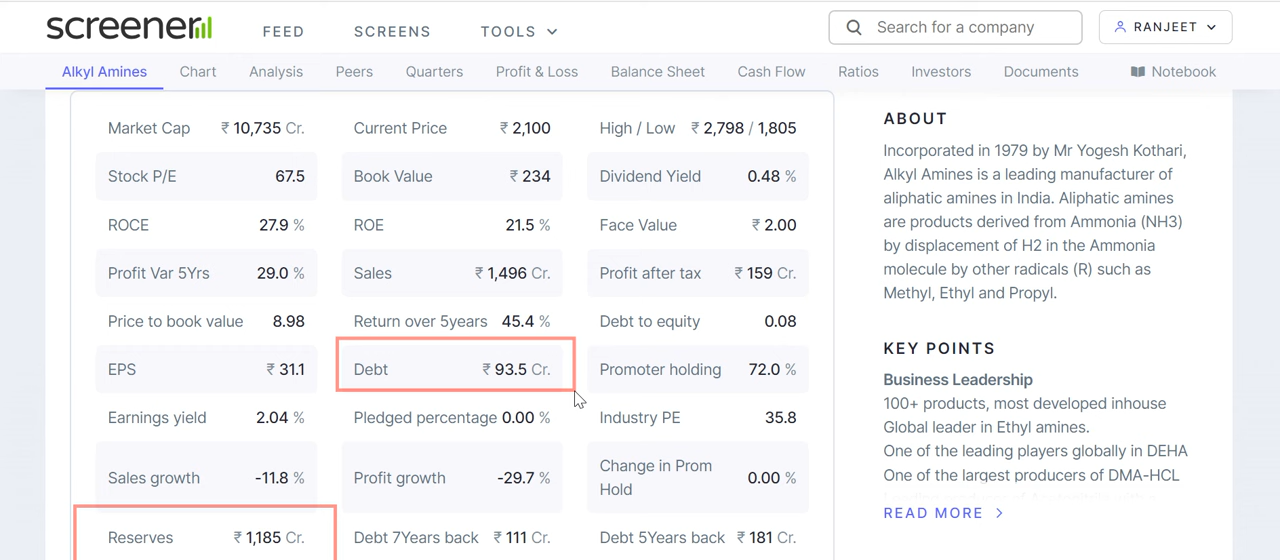 screener
FEED SCREENS TOOLS
Search for a company
RANJEET
Alkyl Amines Chart Analysis Peers Quarters Profit & Loss Balance Sheet Cash Flow Ratios Investors Documents Notebook
Market Cap ₹ 10,735 Cr. Current Price ₹ 2,100 High / Low ₹ 2,798 / 1,805
Stock P/E 67.5 Book Value ₹ 234 Dividend Yield 0.48 %
ROCE 27.9 % ROE 21.5 % Face Value ₹ 2.00
Profit Var 5Yrs 29.0 % Sales ₹ 1,496 Cr. Profit after tax ₹ 159 Cr.
Price to book value 8.98 Return over 5years 45.4 % Debt to equity 0.08
EPS ₹ 31.1 Debt ₹ 93.5 Cr. Promoter holding 72.0 %
Earnings yield 2.04 % Pledged percentage 0.00 % Industry PE 35.8
Sales growth -11.8 % Profit growth -29.7 % Change in Prom Hold 0.00 %
Reserves ₹ 1,185 Cr. Debt 7Years back ₹ 111 Cr. Debt 5Years back ₹ 181 Cr.
ABOUT
Incorporated in 1979 by Mr Yogesh Kothari,
Alkyl Amines is a leading manufacturer of
aliphatic amines in India. Aliphatic amines
are products derived from Ammonia (NH3)
by displacement of H2 in the Ammonia
molecule by other radicals (R) such as
Methyl, Ethyl and Propyl.
KEY POINTS
Business Leadership
100+ products, most developed inhouse
Global leader in Ethyl amines.
One of the leading players globally in DEHA
One of the largest producers of DMA-HCL
READ MORE